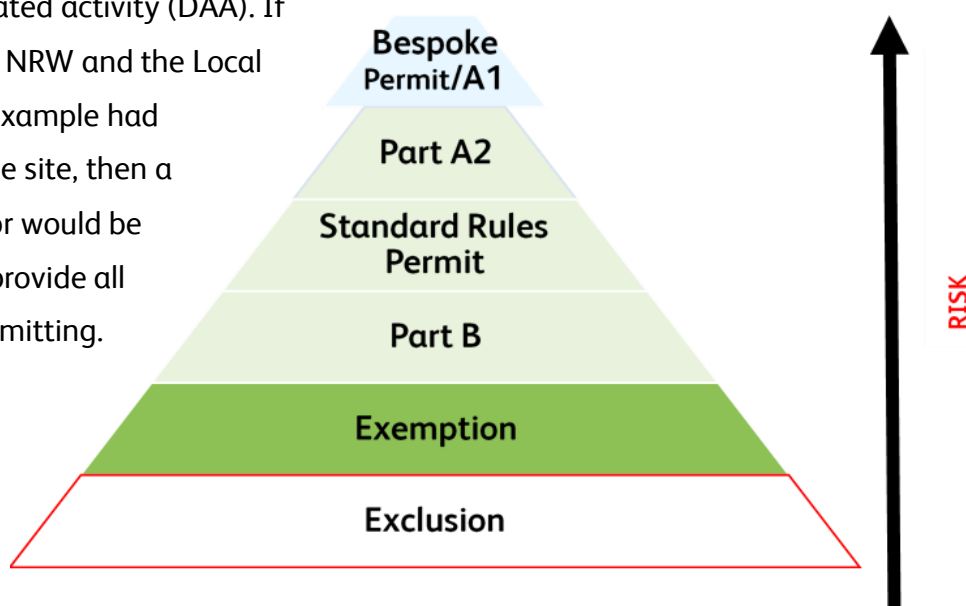 ated activity (DAA). If
NRW and the Local
xample had
e site, then a
or would be
provide all
mitting.
Bespoke
Permit/A1
Part A2
Standard Rules
Permit
Part B
Exemption
Exclusion
RISK